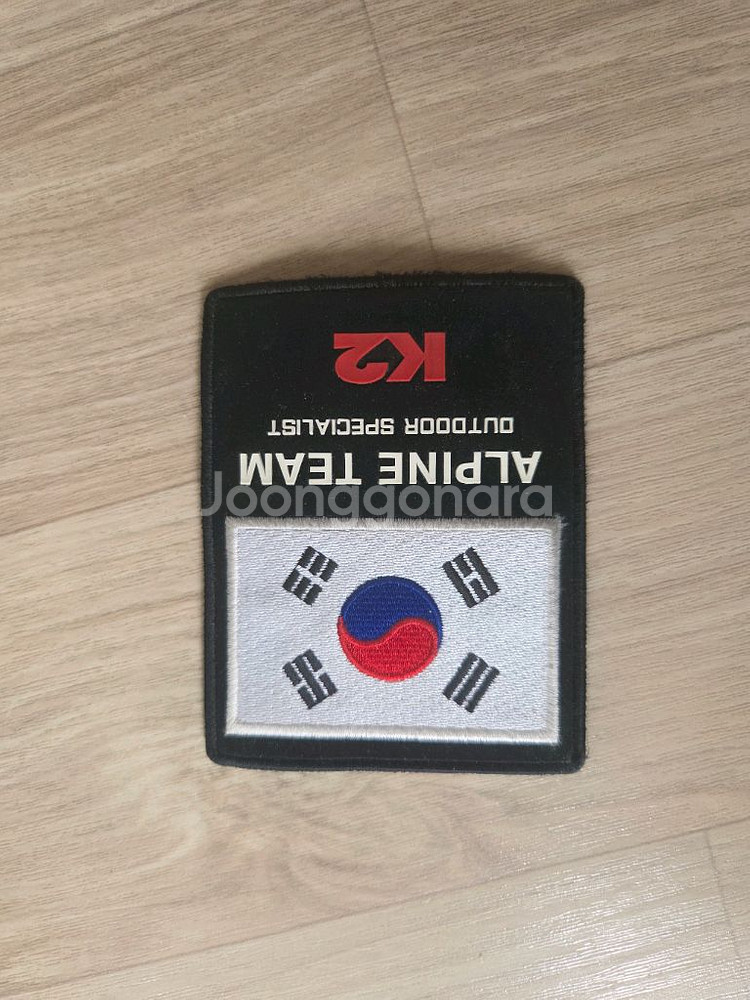 ALPINE TEAM
OUTDOOR SPECIALIST
K2
Joonggonara